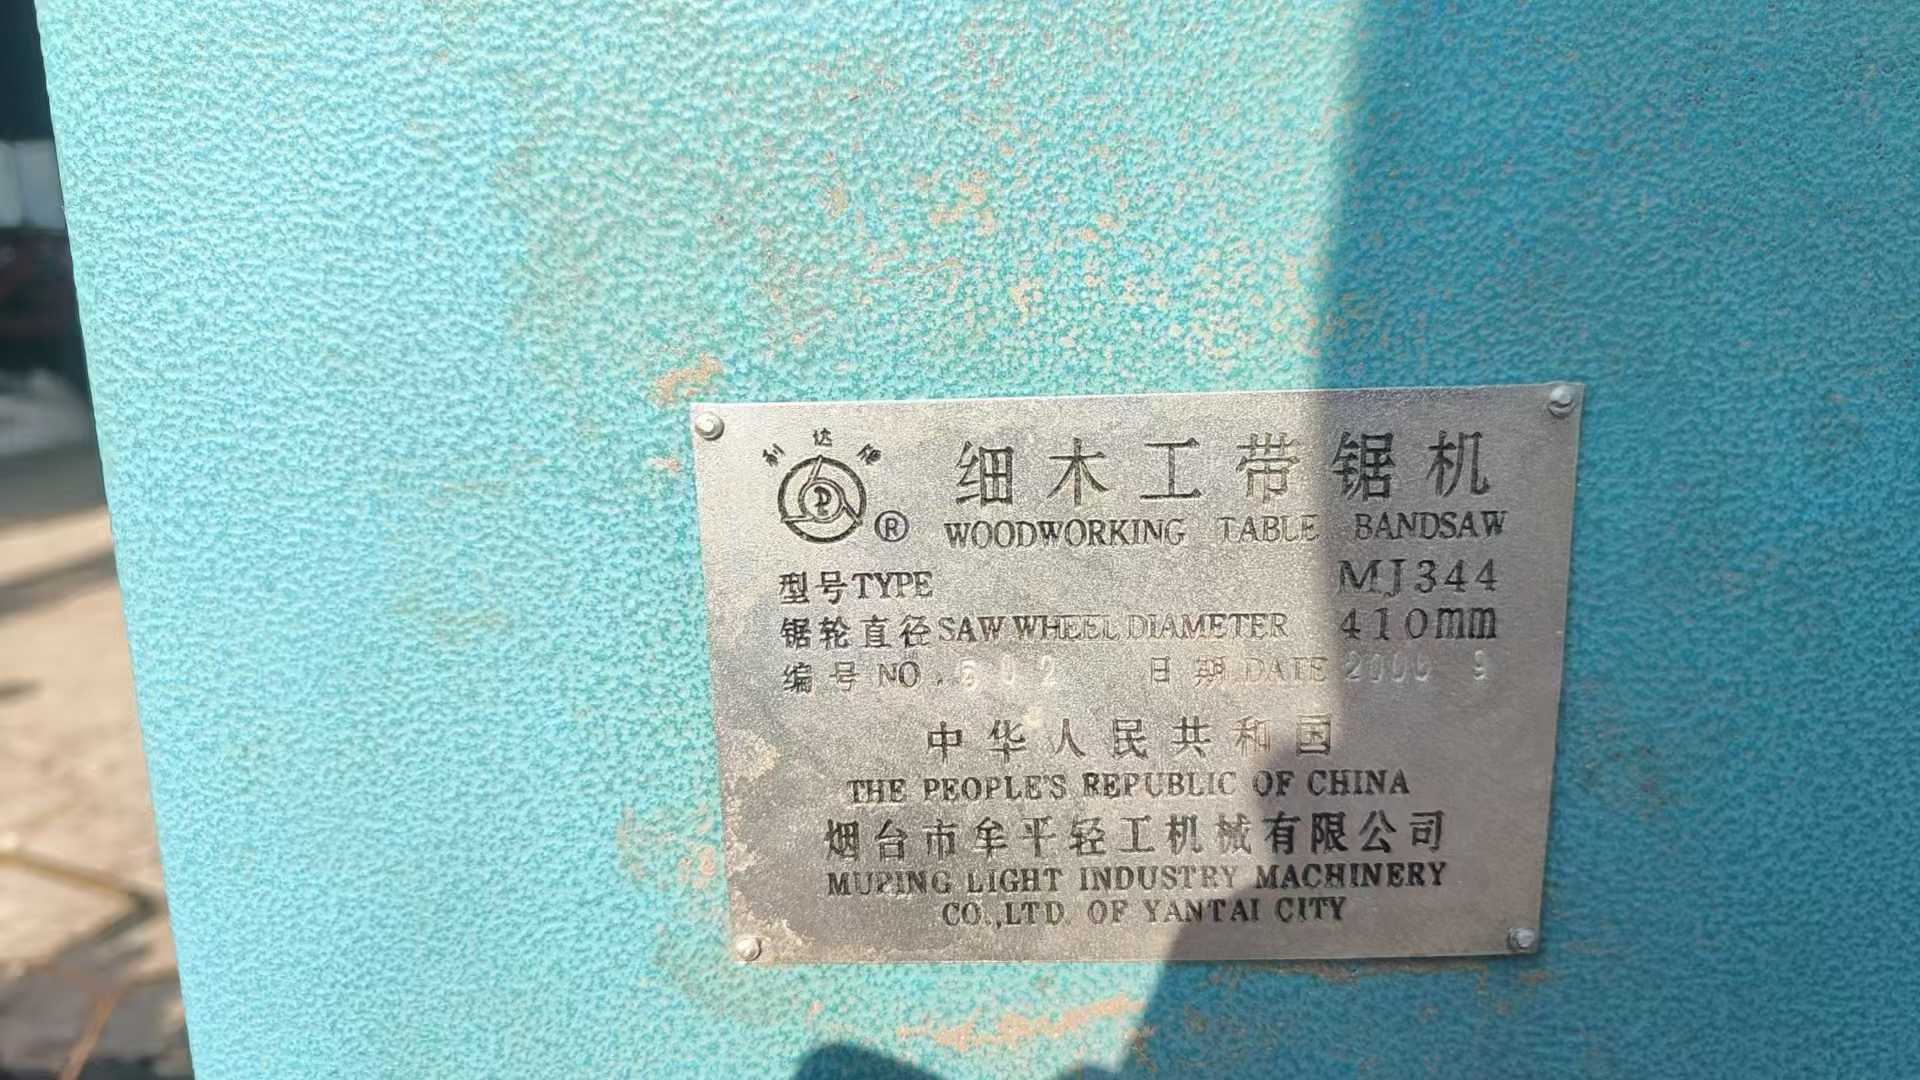 利达
®
细木工带锯机
WOODWORKING TABLE BANDSAW
型号TYPE MJ344
锯轮直径SAW WHEEL DIAMETER 410mm
编号NO. 日期DATE 2000 9
中华人民共和国
THE PEOPLE'S REPUBLIC OF CHINA
烟台市牟平轻工机械有限公司
MUPING LIGHT INDUSTRY MACHINERY
CO.,LTD. OF YANTAI CITY